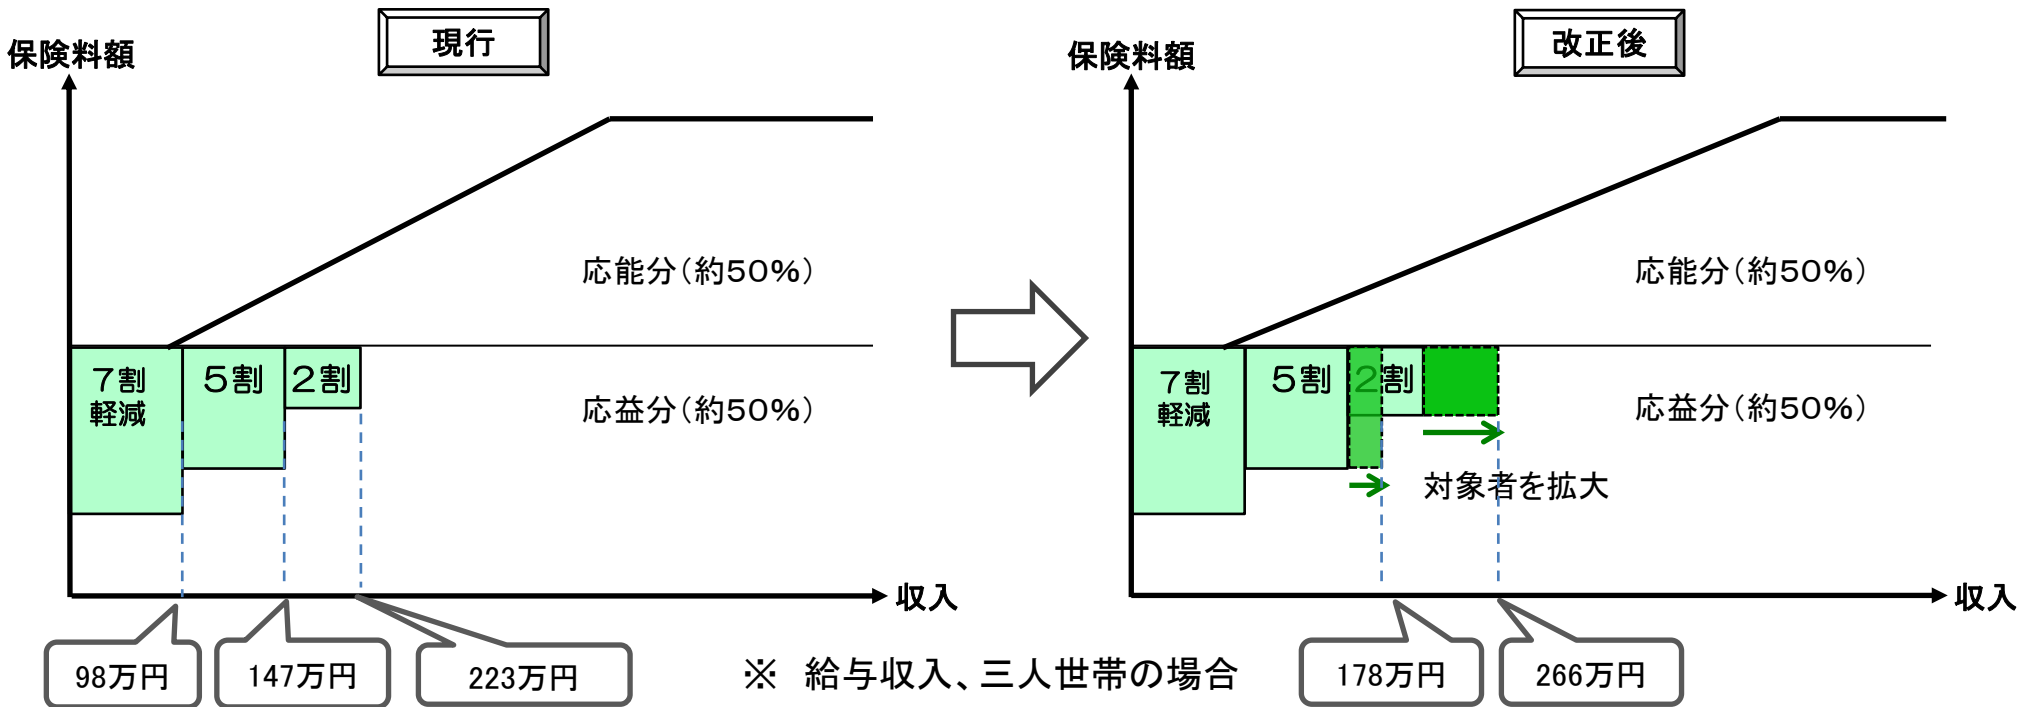 現行
保険料額
応能分（約50％）
7割
軽減
5割
2割
応益分（約50％）
収入
98万円
147万円
223万円
改正後
保険料額
応能分（約50％）
7割
軽減
5割
2割
応益分（約50％）
対象者を拡大
収入
178万円
266万円
※　給与収入、三人世帯の場合